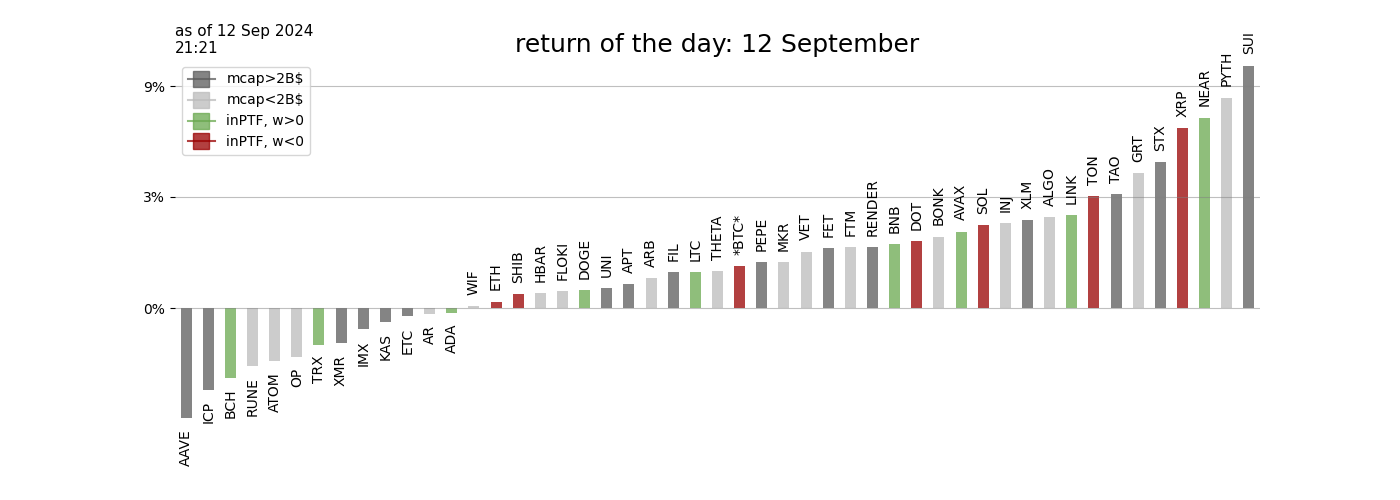 as of 12 Sep 2024
21:21
return of the day: 12 September
mcap>2B$
mcap<2B$
inPTF, w>0
inPTF, w<0
9%
3%
0%
AAVE
ICP
BCH
RUNE
ATOM
OP
TRX
XMR
IMX
KAS
ETC
AR
ADA
WIF
ETH
SHIB
HBAR
FLOKI
DOGE
UNI
APT
ARB
FIL
LTC
THETA
*BTC*
PEPE
MKR
VET
FET
FTM
RENDER
BNB
DOT
BONK
AVAX
SOL
INJ
XLM
ALGO
LINK
TON
TAO
GRT
STX
XRP
NEAR
PYTH
SUI